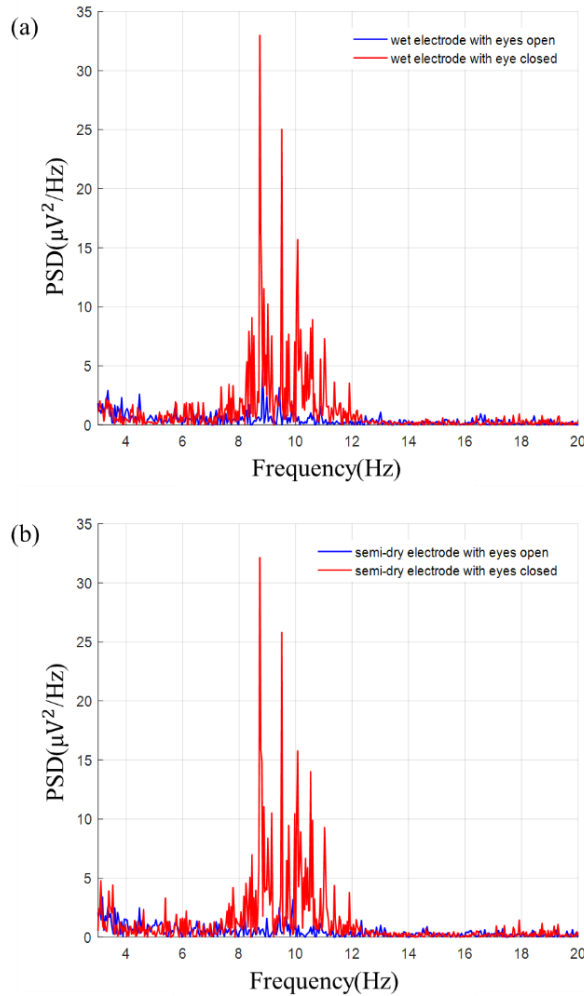 (a)
35
30
25
20
15
10
5
0
PSD(μV²/Hz)
wet electrode with eyes open
wet electrode with eye closed
4 6 8 10 12 14 16 18 20
Frequency(Hz)
(b)
35
30
25
20
15
10
5
0
PSD(μV²/Hz)
semi-dry electrode with eyes open
semi-dry electrode with eyes closed
4 6 8 10 12 14 16 18 20
Frequency(Hz)